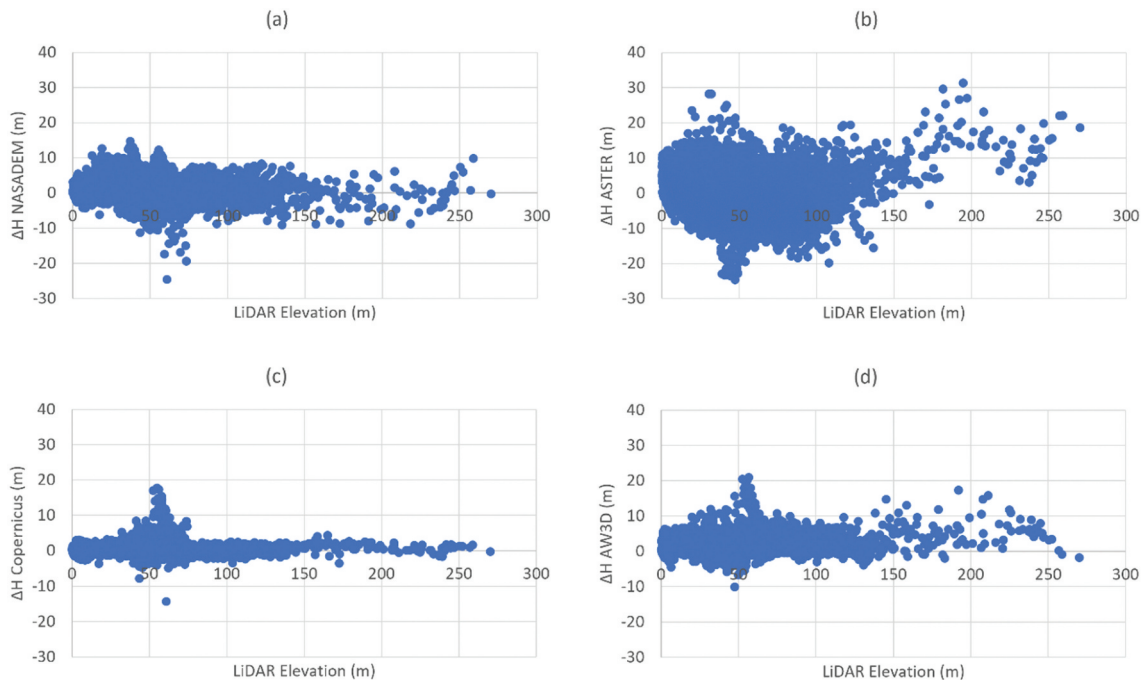 (a)
40
30
20
10
0
-10
-20
-30
0 50 100 150 200 250 300
ΔH NASADEM (m)
LiDAR Elevation (m)
(b)
40
30
20
10
0
-10
-20
-30
0 50 100 150 200 250 300
ΔH ASTER (m)
LiDAR Elevation (m)
(c)
40
30
20
10
0
-10
-20
-30
0 50 100 150 200 250 300
ΔH Copernicus (m)
LiDAR Elevation (m)
(d)
40
30
20
10
0
-10
-20
-30
0 50 100 150 200 250 300
ΔH AW3D (m)
LiDAR Elevation (m)